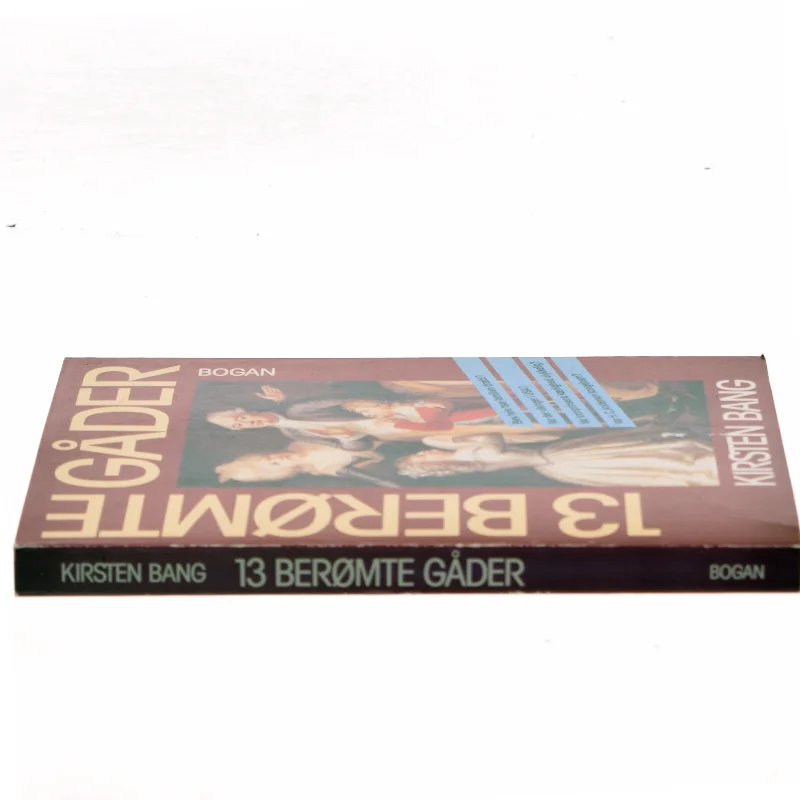 KIRSTEN BANG
13 BERØMTE
GÅDER
BOGAN
KIRSTEN BANG 13 BERØMTE GÅDER BOGAN